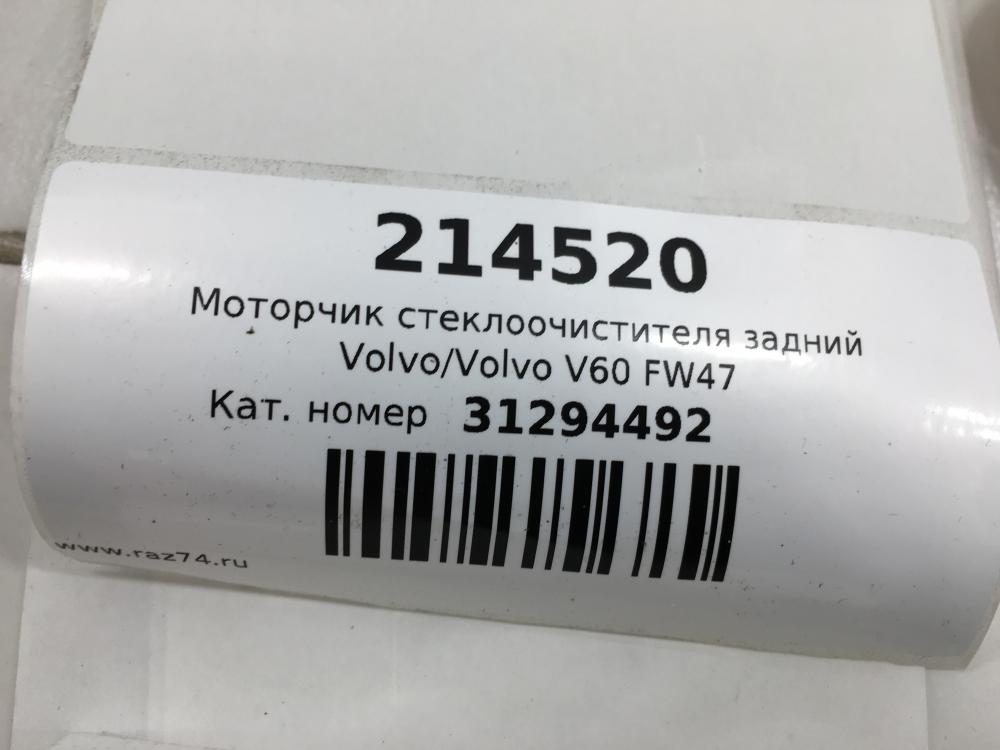 214520
Моторчик стеклоочистителя задний
Volvo/Volvo V60 FW47
Кат. номер 31294492
www.raz74.ru